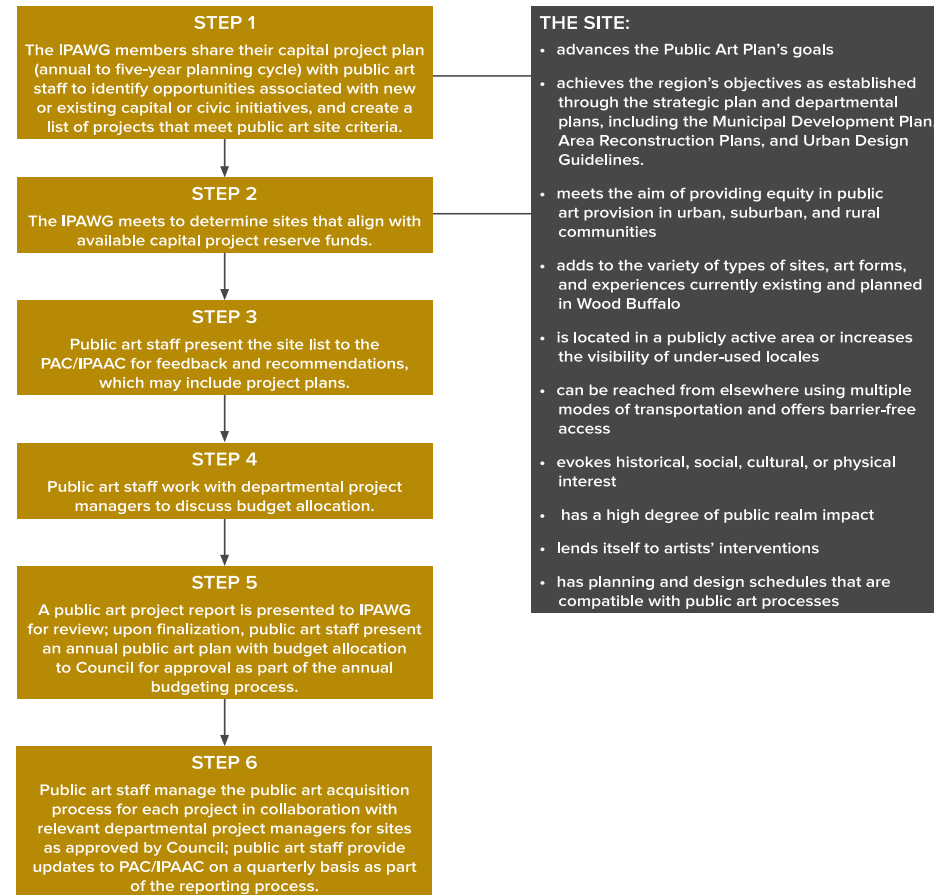 STEP 1
The IPAWG members share their capital project plan
(annual to five-year planning cycle) with public art
staff to identify opportunities associated with new
or existing capital or civic initiatives, and create a
list of projects that meet public art site criteria.
STEP 2
The IPAWG meets to determine sites that align with
available capital project reserve funds.
STEP 3
Public art staff present the site list to the
PAC/IPAAC for feedback and recommendations,
which may include project plans.
STEP 4
Public art staff work with departmental project
managers to discuss budget allocation.
STEP 5
A public art project report is presented to IPAWG
for review; upon finalization, public art staff present
an annual public art plan with budget allocation
to Council for approval as part of the annual
budgeting process.
STEP 6
Public art staff manage the public art acquisition
process for each project in collaboration with
relevant departmental project managers for sites
as approved by Council; public art staff provide
updates to PAC/IPAAC on a quarterly basis as part
of the reporting process.
THE SITE:
• advances the Public Art Plan’s goals
• achieves the region’s objectives as established
through the strategic plan and departmental
plans, including the Municipal Development Plan,
Area Reconstruction Plans, and Urban Design
Guidelines.
• meets the aim of providing equity in public
art provision in urban, suburban, and rural
communities
• adds to the variety of types of sites, art forms,
and experiences currently existing and planned
in Wood Buffalo
• is located in a publicly active area or increases
the visibility of under-used locales
• can be reached from elsewhere using multiple
modes of transportation and offers barrier-free
access
• evokes historical, social, cultural, or physical
interest
• has a high degree of public realm impact
• lends itself to artists’ interventions
• has planning and design schedules that are
compatible with public art processes